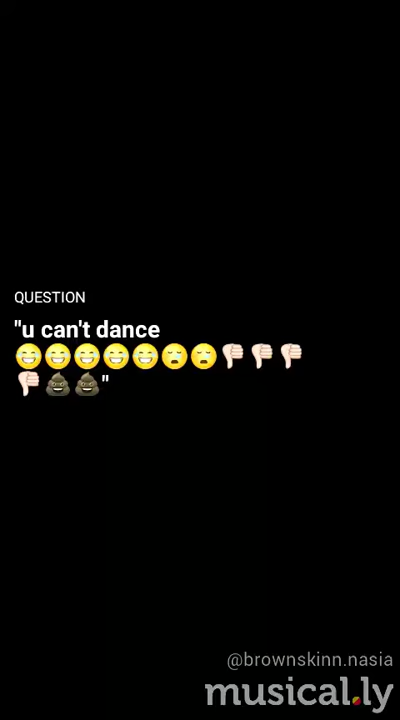 QUESTION
"u can't dance
😂😂😂😂😂😥😥👎🏻👎🏻👎🏻
👎🏻💩💩"
@brownskinn.nasia
musical.ly